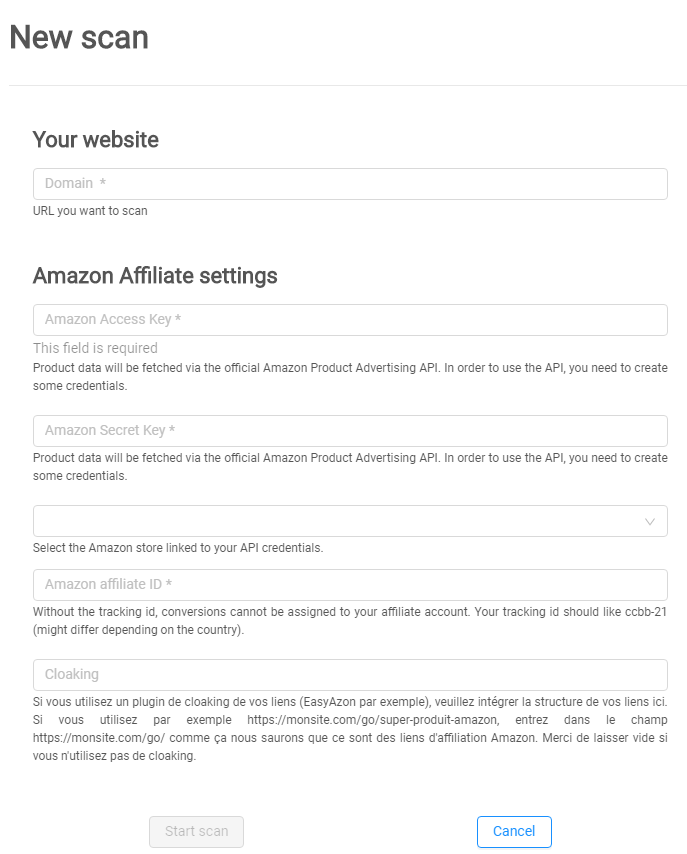 New scan
Your website
Domain *
URL you want to scan
Amazon Affiliate settings
Amazon Access Key *
This field is required
Product data will be fetched via the official Amazon Product Advertising API. In order to use the API, you need to create
some credentials.
Amazon Secret Key *
Product data will be fetched via the official Amazon Product Advertising API. In order to use the API, you need to create
some credentials.
Select the Amazon store linked to your API credentials.
Amazon affiliate ID *
Without the tracking id, conversions cannot be assigned to your affiliate account. Your tracking id should like ccbb-21
(might differ depending on the country).
Cloaking
Si vous utilisez un plugin de cloaking de vos liens (EasyAzon par exemple), veuillez intégrer la structure de vos liens ici.
Si vous utilisez par exemple https://monsite.com/go/super-produit-amazon, entrez dans le champ
https://monsite.com/go/ comme ça nous saurons que ce sont des liens d'affiliation Amazon. Merci de laisser vide si
vous n'utilisez pas de cloaking.
Start scan
Cancel